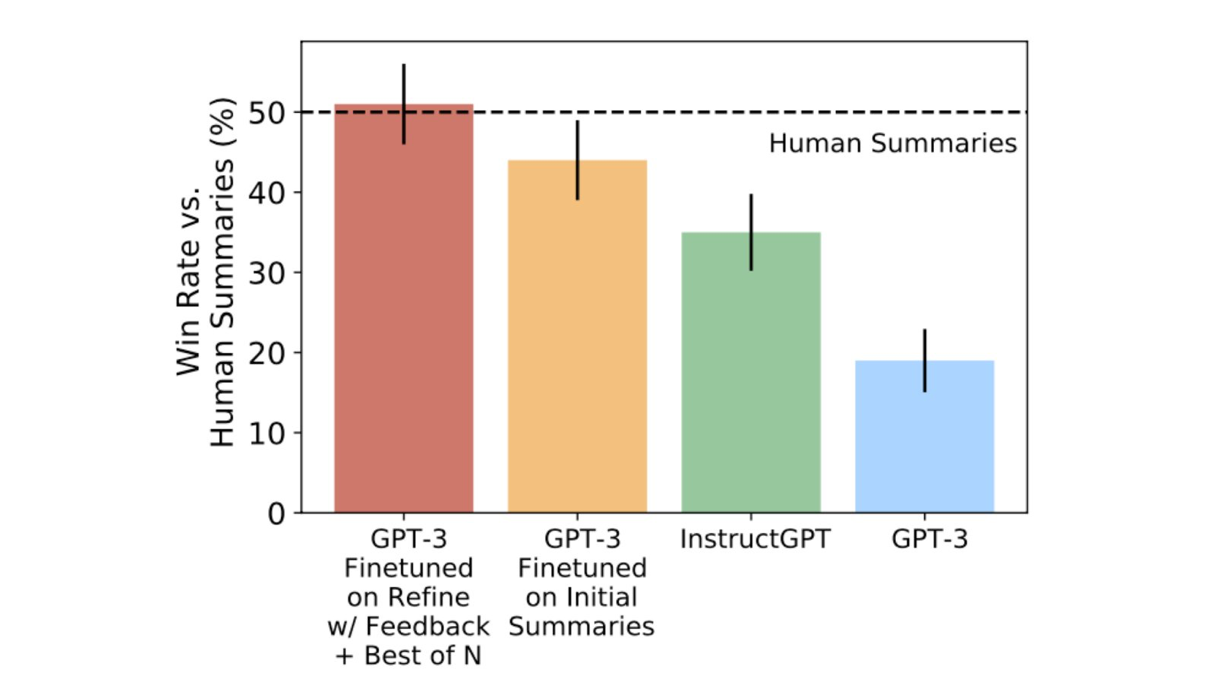 Win Rate vs.
Human Summaries (%)
50
40
30
20
10
0
Human Summaries
GPT-3
Finetuned
on Refine
w/ Feedback
+ Best of N
GPT-3
Finetuned
on Initial
Summaries
InstructGPT
GPT-3